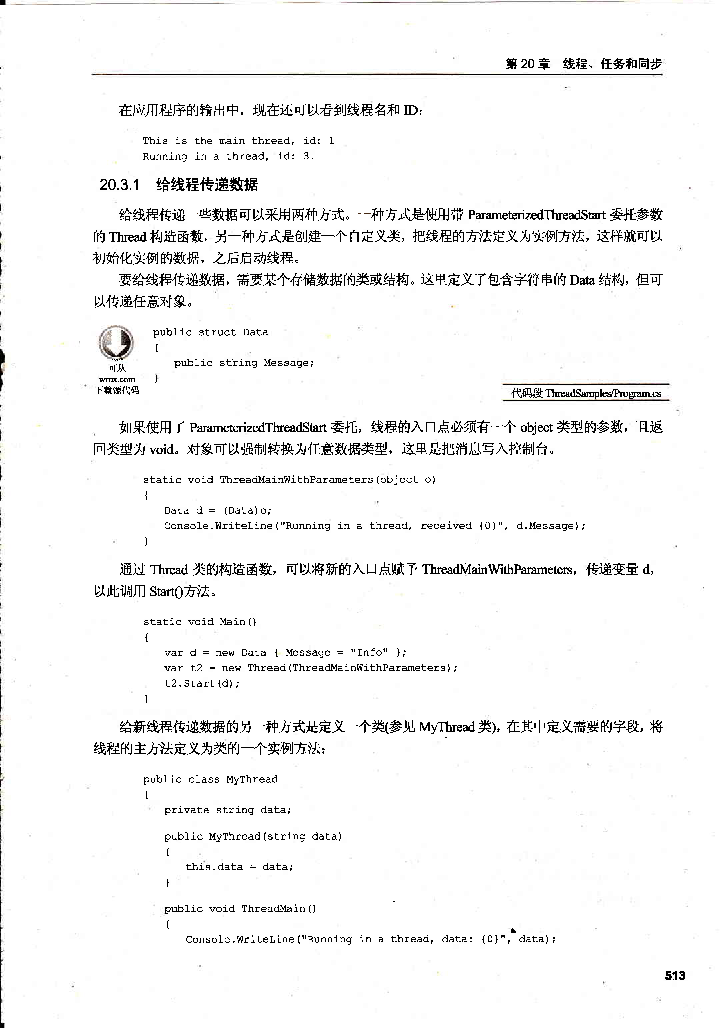 第 20 章 线程、任务和同步
在应用程序的输出中，现在还可以看到线程名和 ID：
This is the main thread, id: 1
Running in a thread, id: 3.
20.3.1 给线程传递数据
给线程传递一些数据可以采用两种方式。一种方式是使用带 ParameterizedThreadStart 委托参数
的 Thread 构造函数，另一种方式是创建一个自定义类，把线程的方法定义为实例方法，这样就可以
初始化实例的数据，之后启动线程。
要给线程传递数据，需要某个存储数据的类或结构。这里定义了包含字符串的 Data 结构，但可
以传递任意对象。
public struct Data
{
public string Message;
}
可从
wrox.com
下载源代码
代码段 ThreadSamples/Program.cs
如果使用了 ParameterizedThreadStart 委托，线程的入口点必须有一个 object 类型的参数，且返
回类型为 void。对象可以强制转换为任意数据类型，这里是把消息写入控制台。
static void ThreadMainWithParameters(object o)
{
Data d = (Data)o;
Console.WriteLine("Running in a thread, received {0}", d.Message);
}
通过 Thread 类的构造函数，可以将新的入口点赋予 ThreadMainWithParameters，传递变量 d，
以此调用 Start()方法。
static void Main()
{
var d = new Data { Message = "Info" };
var t2 = new Thread(ThreadMainWithParameters);
t2.Start(d);
}
给新线程传递数据的另一种方式是定义一个类(参见 MyThread 类)，在其中定义需要的字段，将
线程的主方法定义为类的一个实例方法：
public class MyThread
{
private string data;
public MyThread(string data)
{
this.data = data;
}
public void ThreadMain()
{
Console.WriteLine("Running in a thread, data: {0}", data);
513